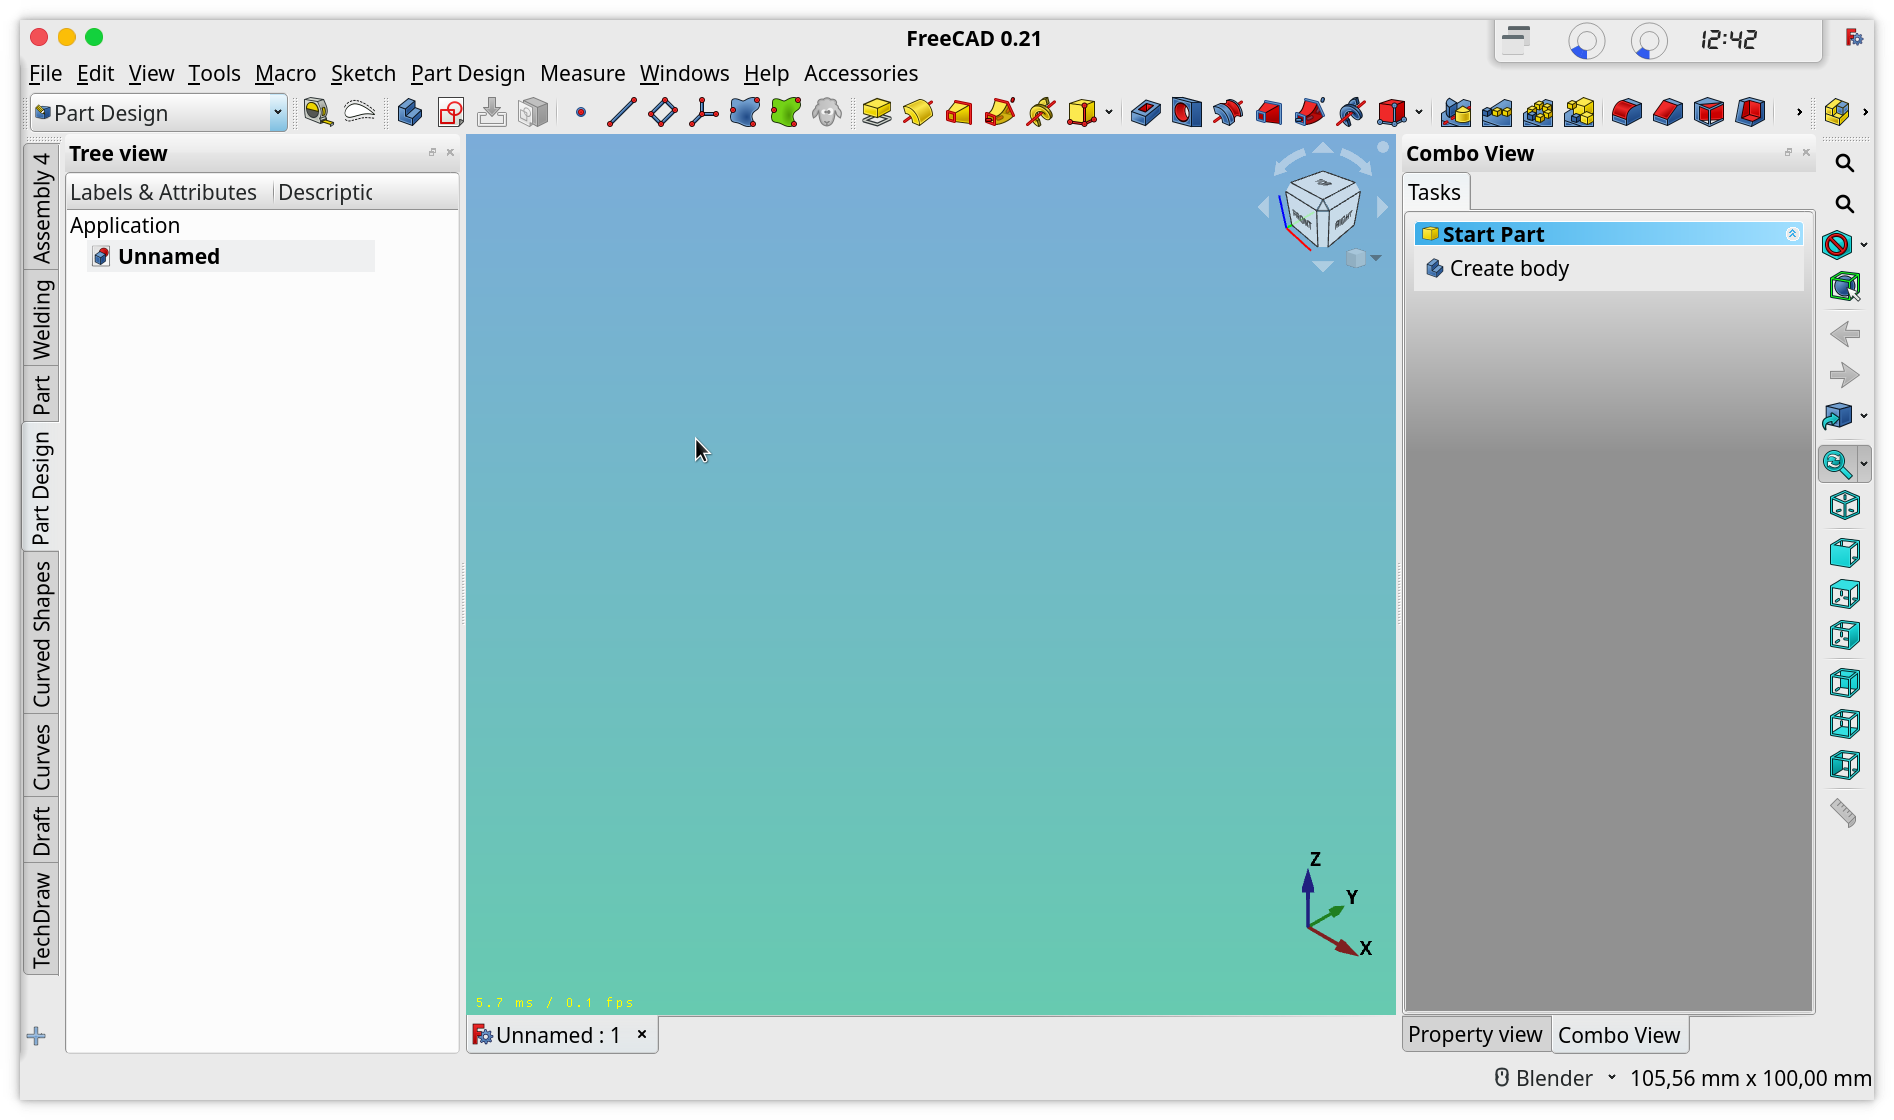 FreeCAD 0.21
12:42
File Edit View Tools Macro Sketch Part Design Measure Windows Help Accessories
Part Design
Assembly 4
Welding
Part
Part Design
Curved Shapes
Curves
Draft
TechDraw
Tree view
Labels & Attributes Descriptic
Application
Unnamed
TOP
FRONT
RIGHT
Z
Y
X
5.7 ms / 0.1 fps
Unnamed : 1
Combo View
Tasks
Start Part
Create body
Property view Combo View
Blender 105,56 mm x 100,00 mm